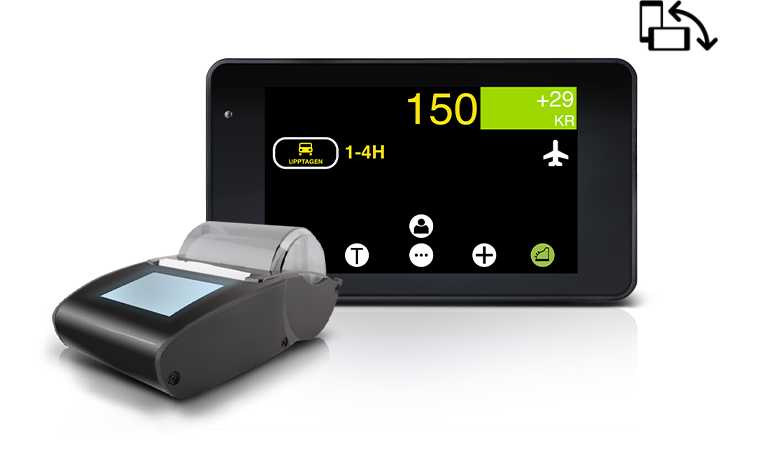 150
+29
KR
UPPTAGEN
1-4H
T